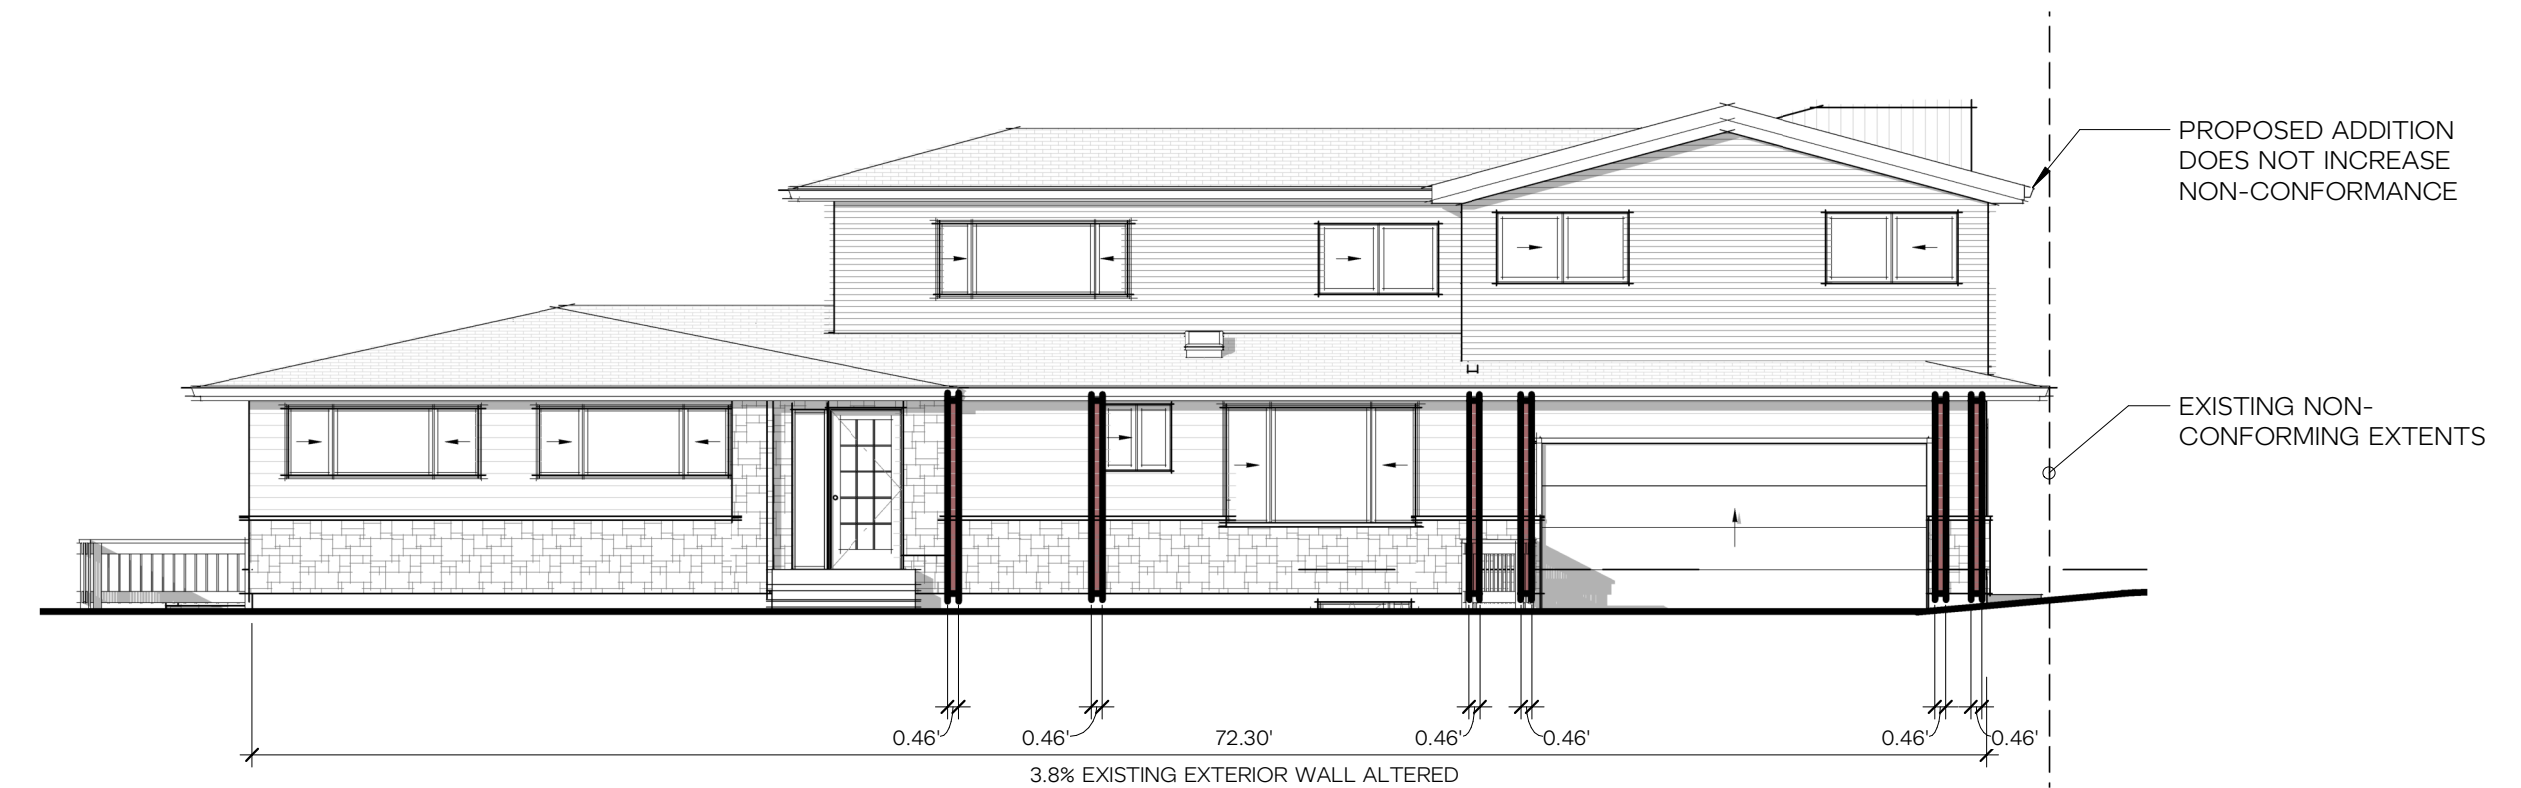 PROPOSED ADDITION
DOES NOT INCREASE
NON-CONFORMANCE
EXISTING NON-
CONFORMING EXTENTS
0.46' 0.46' 72.30' 0.46' 0.46' 0.46' 0.46'
3.8% EXISTING EXTERIOR WALL ALTERED